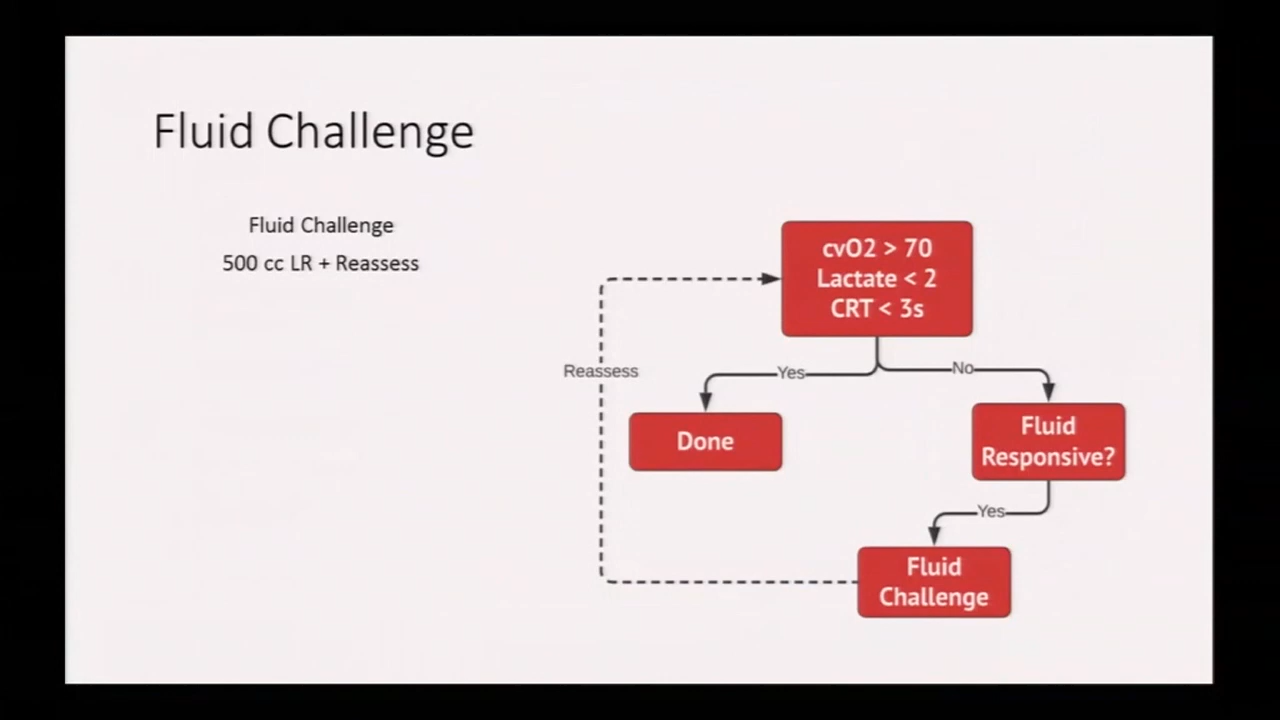 Fluid Challenge
Fluid Challenge
500 cc LR + Reassess
cvO2 > 70
Lactate < 2
CRT < 3s
Reassess
Yes
No
Done
Fluid
Responsive?
Yes
Fluid
Challenge